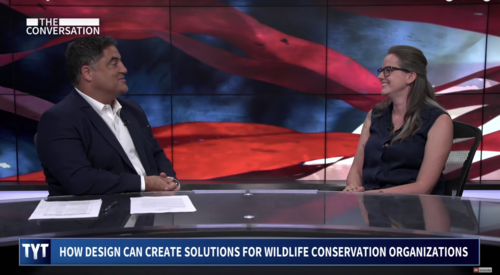 THE
CONVERSATION
TYT
HOW DESIGN CAN CREATE SOLUTIONS FOR WILDLIFE CONSERVATION ORGANIZATIONS